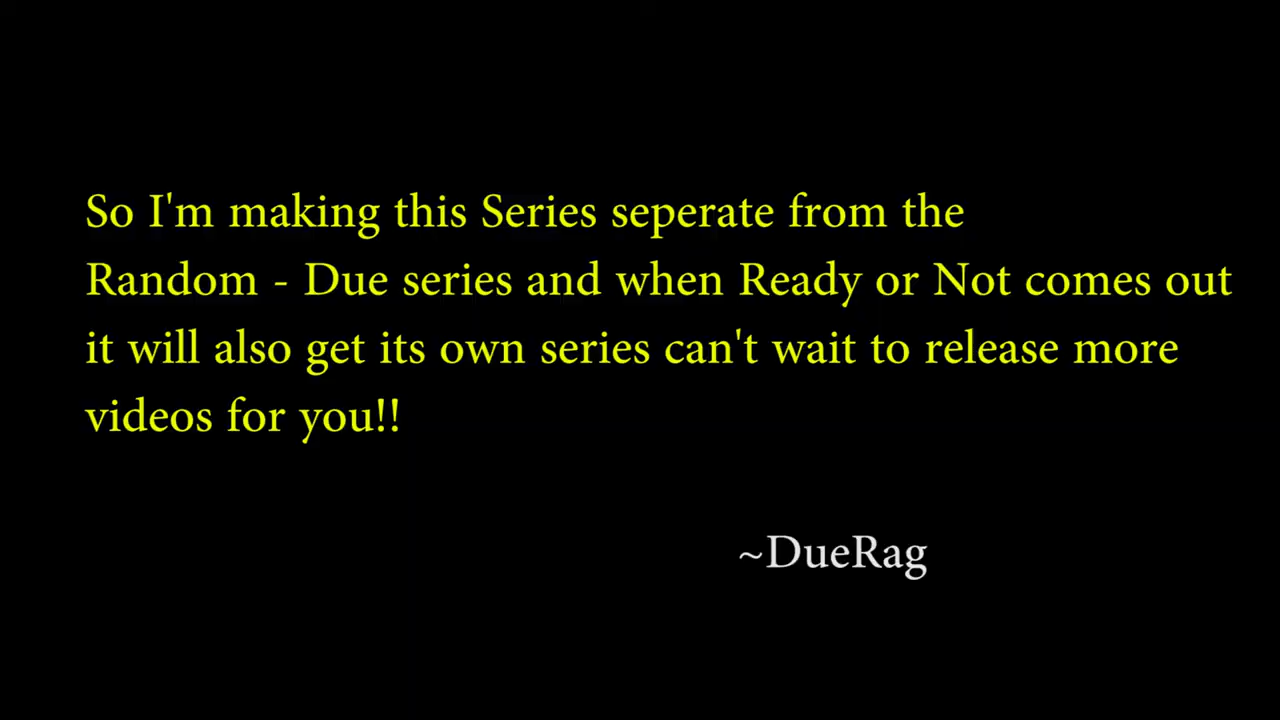 So I'm making this Series seperate from the
Random - Due series and when Ready or Not comes out
it will also get its own series can't wait to release more
videos for you!!
~DueRag